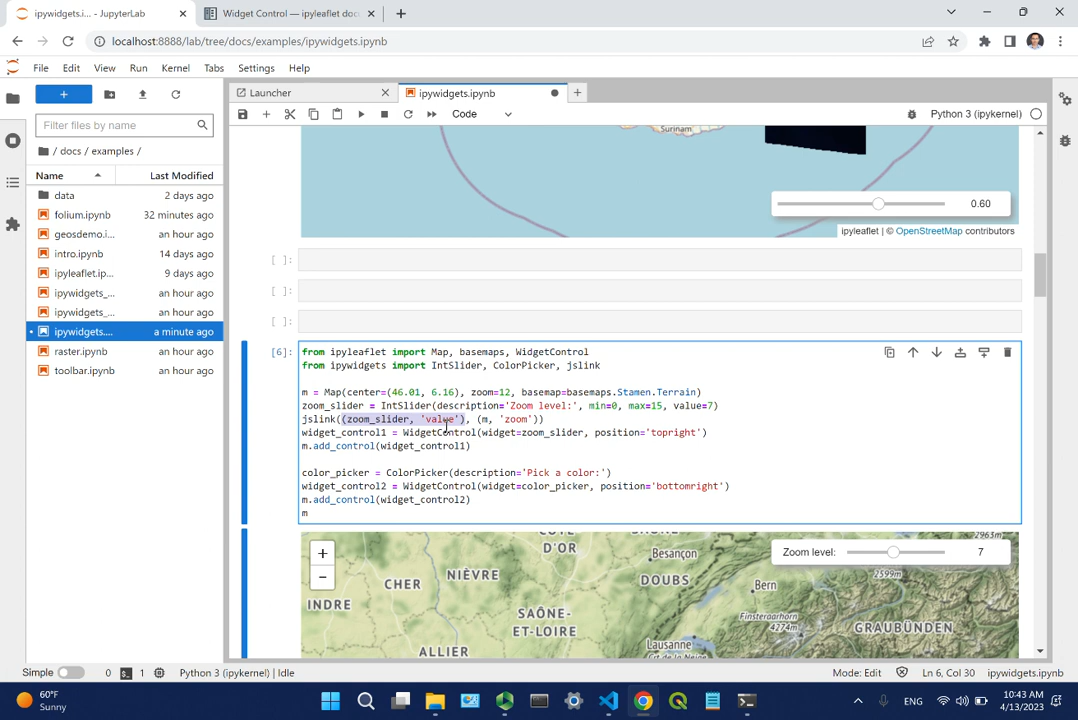 ipywidgets.i... - JupyterLab
Widget Control — ipyleaflet doc
localhost:8888/lab/tree/docs/examples/ipywidgets.ipynb
File Edit View Run Kernel Tabs Settings Help
Launcher
ipywidgets.ipynb
Code
Python 3 (ipykernel)
Filter files by name
/ docs / examples /
Name
Last Modified
data 2 days ago
folium.ipynb 32 minutes ago
geosdemo.i... an hour ago
intro.ipynb 14 days ago
ipyleaflet.ip... 9 days ago
ipywidgets_... an hour ago
ipywidgets_... an hour ago
ipywidgets.... a minute ago
raster.ipynb an hour ago
toolbar.ipynb an hour ago
Surinam
0.60
ipyleaflet | © OpenStreetMap contributors
[ ]:
[ ]:
[ ]:
[6]:
from ipyleaflet import Map, basemaps, WidgetControl
from ipywidgets import IntSlider, ColorPicker, jslink
m = Map(center=(46.01, 6.16), zoom=12, basemap=basemaps.Stamen.Terrain)
zoom_slider = IntSlider(description='Zoom level:', min=0, max=15, value=7)
jslink((zoom_slider, 'value'), (m, 'zoom'))
widget_control1 = WidgetControl(widget=zoom_slider, position='topright')
m.add_control(widget_control1)
color_picker = ColorPicker(description='Pick a color:')
widget_control2 = WidgetControl(widget=color_picker, position='bottomright')
m.add_control(widget_control2)
m
+
−
CÔTE-
D'OR
Besançon
2963m
Zoom level: 7
CHER
NIÈVRE
DOUBS
Bern
2599m
INDRE
SAÔNE-
ET-LOIRE
Finsteraarhorn
4274m
GRAUBÜNDEN
Lausanne
ALLIER
Simple
0
1
Python 3 (ipykernel) | Idle
Mode: Edit
Ln 6, Col 30
ipywidgets.ipynb
60°F
Sunny
ENG
10:43 AM
4/13/2023